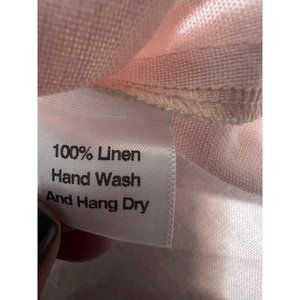 100% Linen
Hand Wash
And Hang Dry